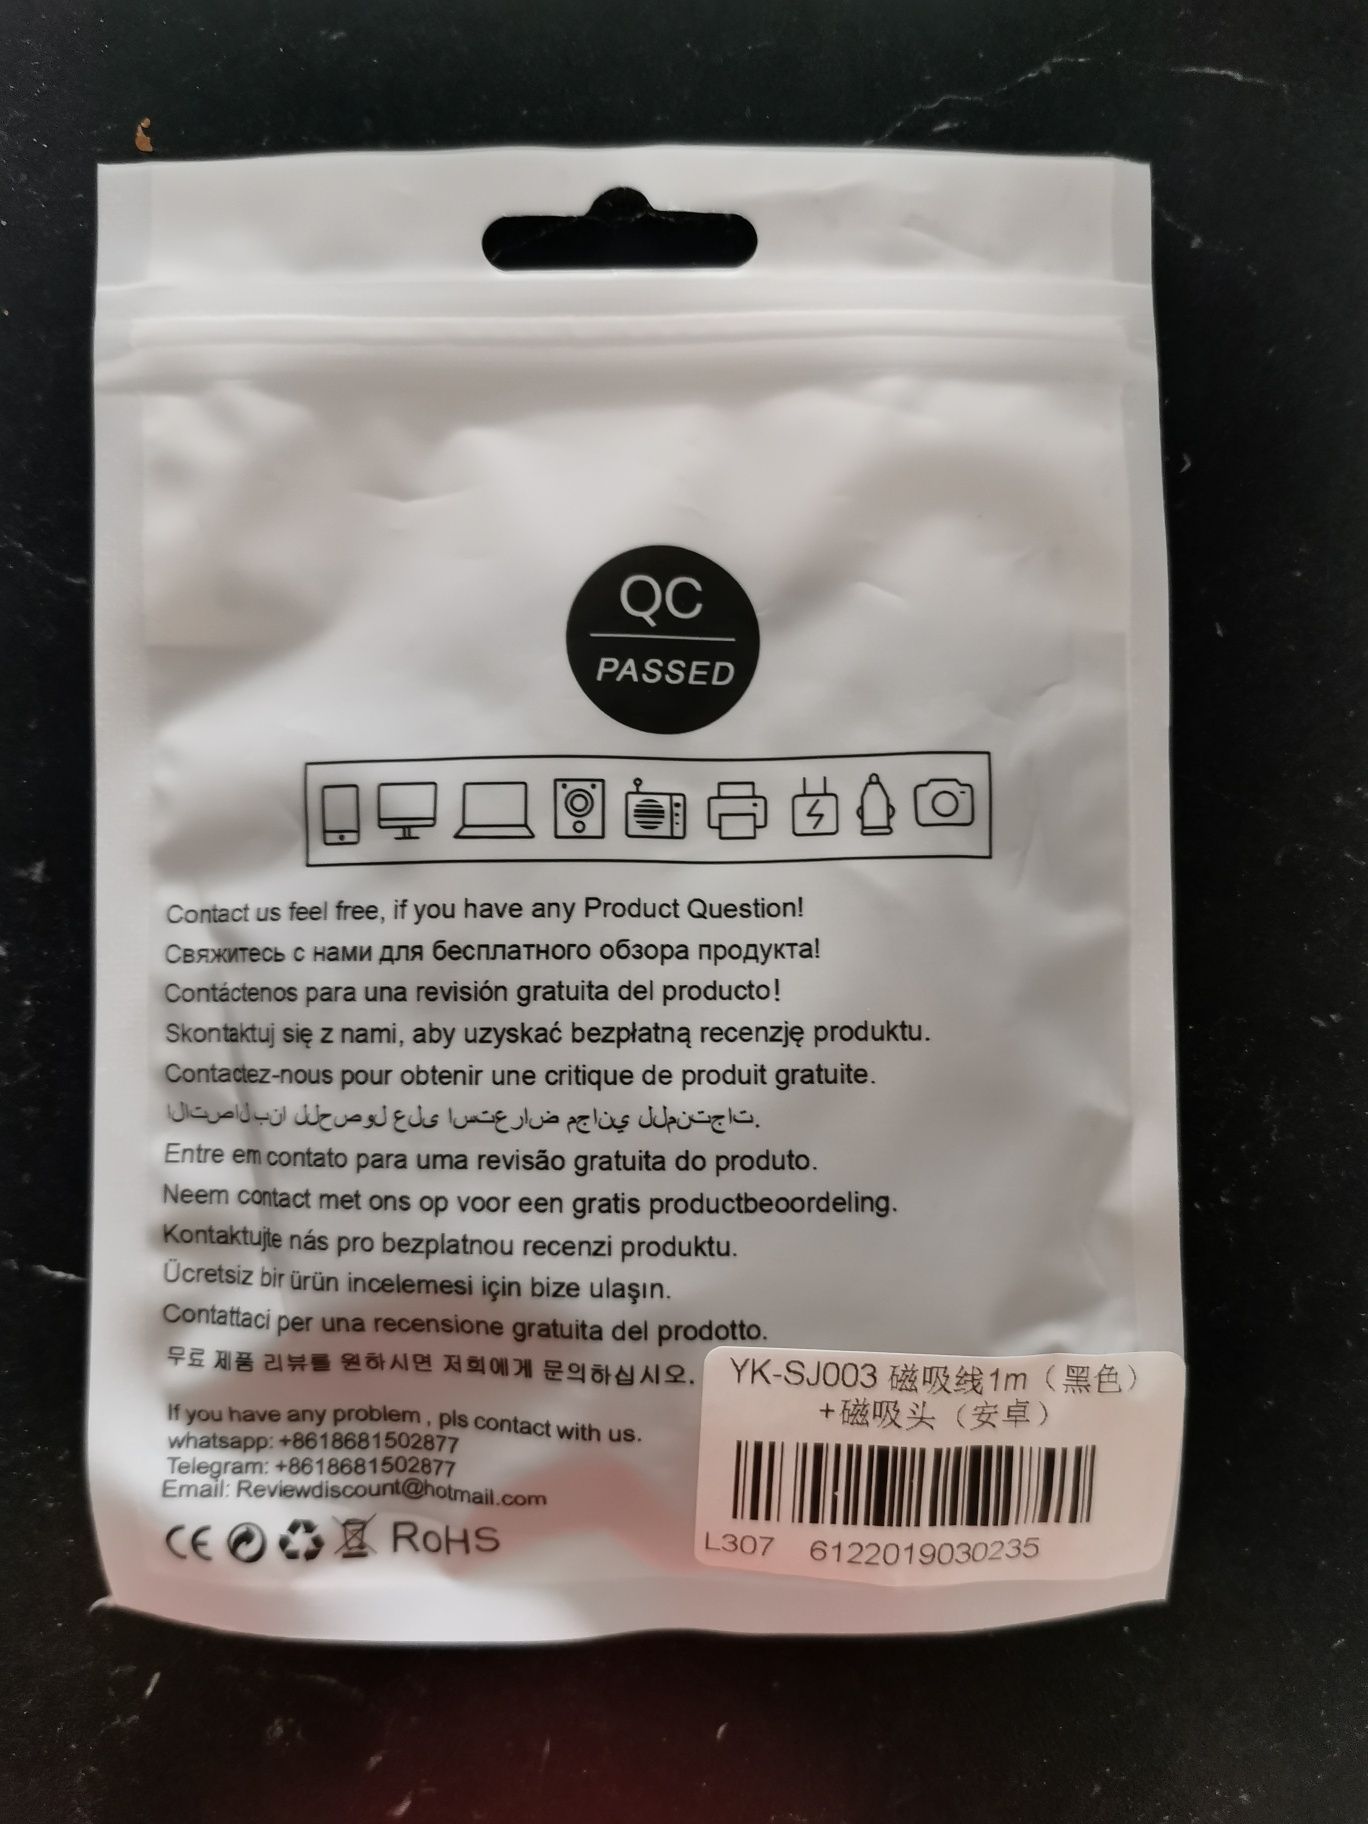 QC
PASSED
Contact us feel free, if you have any Product Question!
Свяжитесь с нами для бесплатного обзора продукта!
Contáctenos para una revisión gratuita del producto!
Skontaktuj się z nami, aby uzyskać bezpłatną recenzję produktu.
Contactez-nous pour obtenir une critique de produit gratuite.
الاتصال بنا للحصول على استعراض مجاني للمنتجات.
Entre em contato para uma revisão gratuita do produto.
Neem contact met ons op voor een gratis productbeoordeling.
Kontaktujte nás pro bezplatnou recenzi produktu.
Ücretsiz bir ürün incelemesi için bize ulaşın.
Contattaci per una recensione gratuita del prodotto.
무료 제품 리뷰를 원하시면 저희에게 문의하십시오.
If you have any problem , pls contact with us.
whatsapp: +8618681502877
Telegram: +8618681502877
Email: Reviewdiscount@hotmail.com
CE RoHS
YK-SJ003 磁吸线1m（黑色）
+磁吸头（安卓）
L307 6122019030235